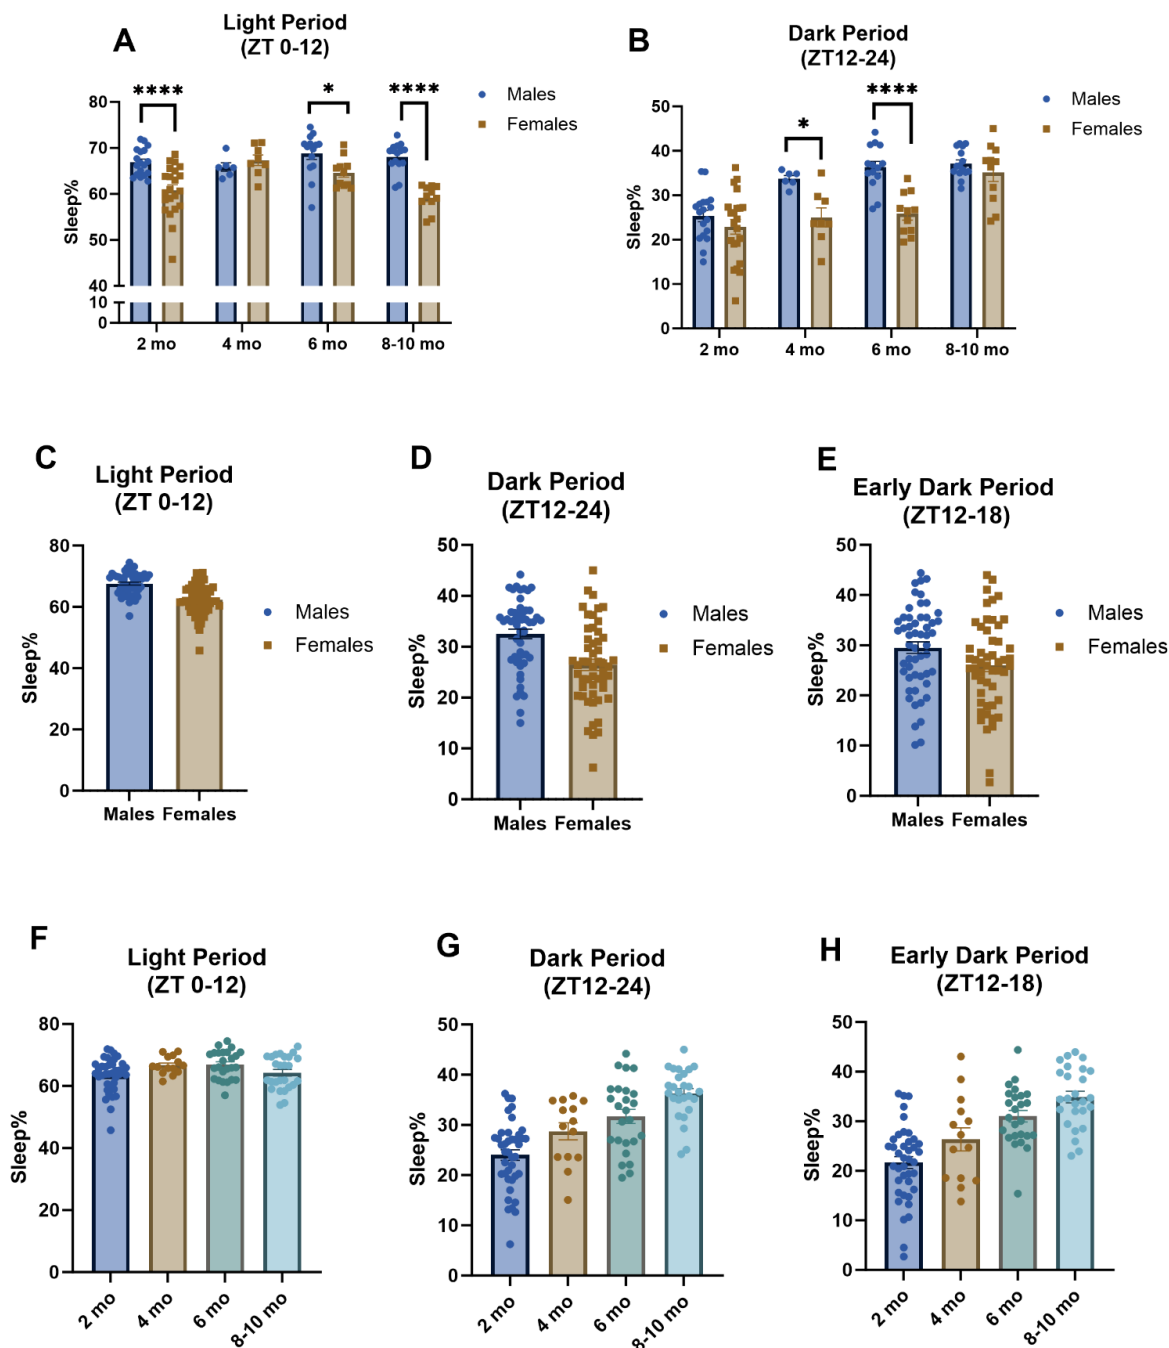 A
Light Period
(ZT 0-12)
****
*
****
Males
Females
Sleep%
80
70
60
50
40
10
0
2 mo
4 mo
6 mo
8-10 mo
B
Dark Period
(ZT12-24)
*
****
Males
Females
Sleep%
50
40
30
20
10
0
2 mo
4 mo
6 mo
8-10 mo
C
Light Period
(ZT 0-12)
Sleep%
80
60
40
20
0
Males
Females
Males Females
D
Dark Period
(ZT12-24)
Sleep%
50
40
30
20
10
0
Males
Females
Males Females
E
Early Dark Period
(ZT12-18)
Sleep%
50
40
30
20
10
0
Males
Females
Males Females
F
Light Period
(ZT 0-12)
Sleep%
80
60
40
20
0
2 mo
4 mo
6 mo
8-10 mo
G
Dark Period
(ZT12-24)
Sleep%
50
40
30
20
10
0
2 mo
4 mo
6 mo
8-10 mo
H
Early Dark Period
(ZT12-18)
Sleep%
50
40
30
20
10
0
2 mo
4 mo
6 mo
8-10 mo